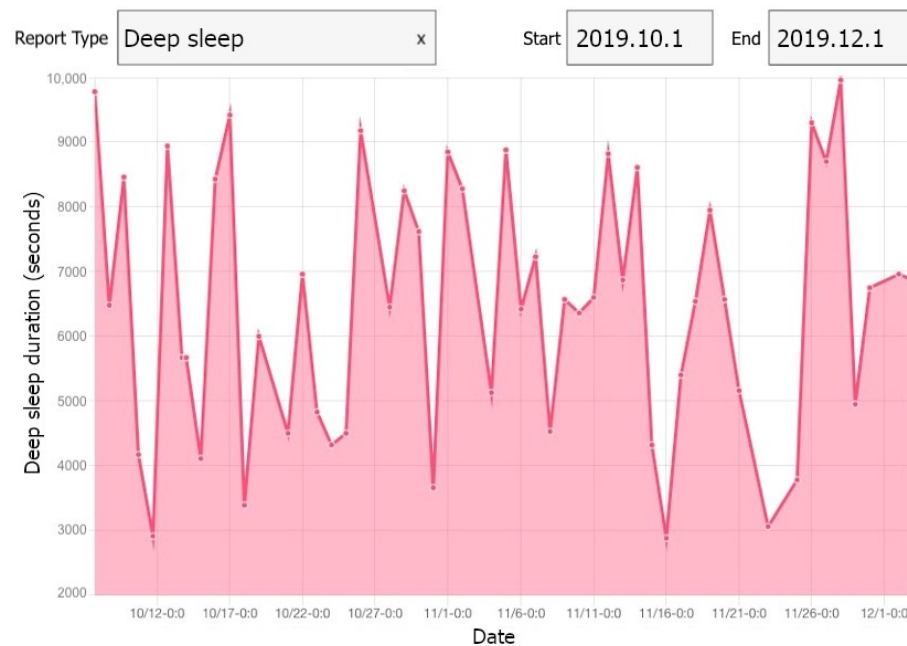 Report Type Deep sleep x Start 2019.10.1 End 2019.12.1
10,000
9000
8000
7000
6000
5000
4000
3000
2000
Deep sleep duration (seconds)
10/12-0:0 10/17-0:0 10/22-0:0 10/27-0:0 11/1-0:0 11/6-0:0 11/11-0:0 11/16-0:0 11/21-0:0 11/26-0:0 12/1-0:0
Date